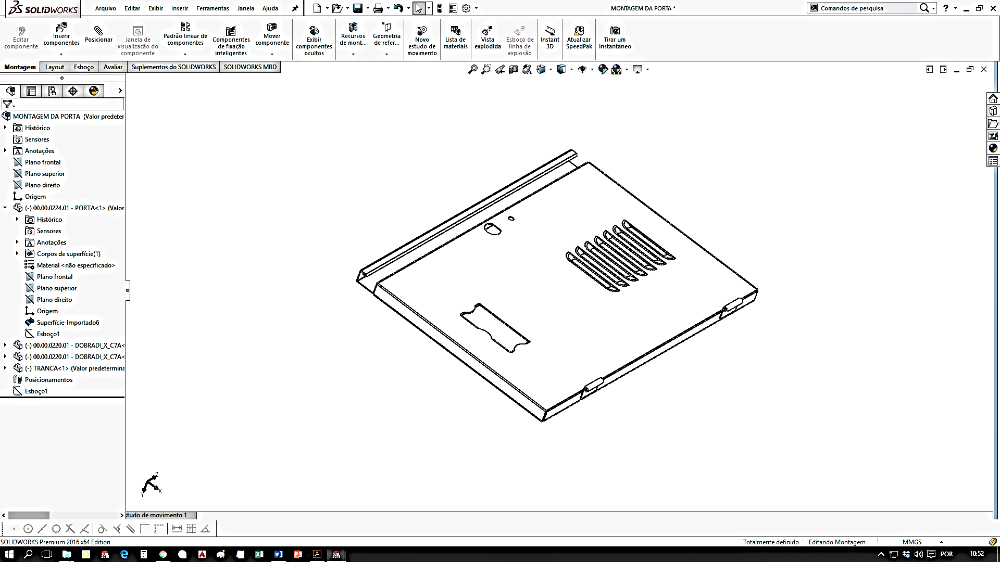 SOLIDWORKS
Arquivo Editar Exibir Inserir Ferramentas Janela Ajuda
MONTAGEM DA PORTA *
Comandos de pesquisa
?
Editar componente
Inserir componentes
Posicionar
Janela de visualização do componente
Padrão linear de componentes
Componentes de fixação inteligentes
Mover componente
Exibir componentes ocultos
Recursos de mont...
Geometria de refer...
Novo estudo de movimento
Lista de materiais
Vista explodida
Esboço de linha de explosão
Instant 3D
Atualizar SpeedPak
Tirar um instantâneo
Montagem Layout Esboço Avaliar Suplementos do SOLIDWORKS SOLIDWORKS MBD
MONTAGEM DA PORTA (Valor predeter
Histórico
Sensores
Anotações
Plano frontal
Plano superior
Plano direito
Origem
(-) 00.00.0224.01 - PORTA<1> (Valor
Histórico
Sensores
Anotações
Corpos de superfície(1)
Material <não especificado>
Plano frontal
Plano superior
Plano direito
Origem
Superfície-Importado6
Esboço1
(-) 00.00.0220.01 - DOBRADI_X_C7A<
(-) 00.00.0220.01 - DOBRADI_X_C7A<
(-) TRANCA<1> (Valor predetermina
Posicionamentos
Esboço1
Z
X
Y
studo de movimento 1
SOLIDWORKS Premium 2016 x64 Edition
Totalmente definido Editando Montagem MMGS
POR 10:52